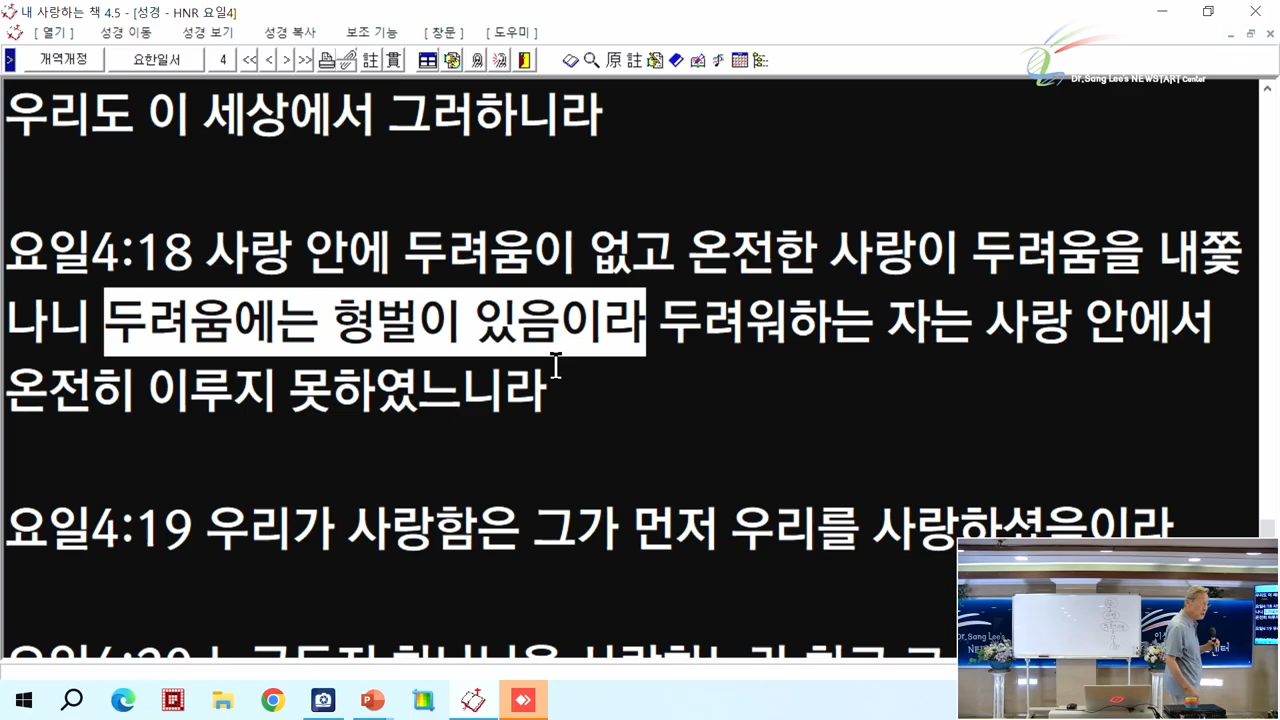 내 사랑하는 책 4.5 - [성경 - HNR 요일4]
[ 열기 ] 성경 이동 성경 보기 성경 복사 보조 기능 [ 창문 ] [ 도우미 ]
개역개정 요한일서 4 << < > >> 註 貫 原 註
Dr.Sang Lee's NEWSTART Center
우리도 이 세상에서 그러하니라
요일4:18 사랑 안에 두려움이 없고 온전한 사랑이 두려움을 내쫓
나니 두려움에는 형벌이 있음이라 두려워하는 자는 사랑 안에서
온전히 이루지 못하였느니라
요일4:19 우리가 사랑함은 그가 먼저 우리를 사랑하셨음이라
Dr.Sang Lee's